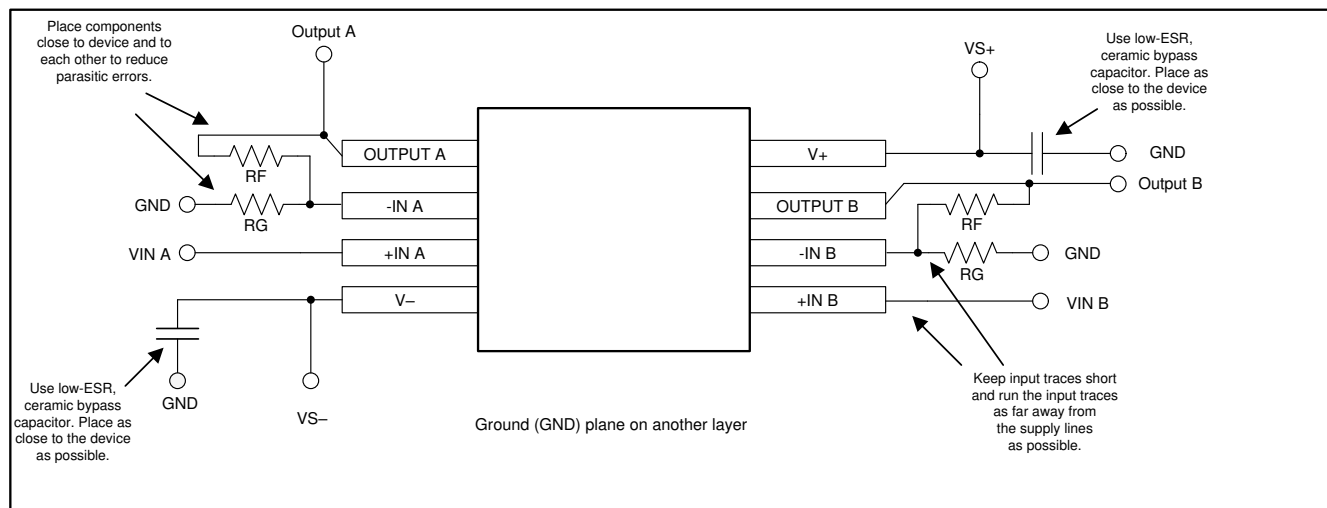 Place components
close to device and to
each other to reduce
parasitic errors.
Output A
VS+
Use low-ESR,
ceramic bypass
capacitor. Place as
close to the device
as possible.
OUTPUT A
V+
GND
RF
OUTPUT B
Output B
GND
-IN A
RG
RF
VIN A
+IN A
-IN B
GND
RG
V–
+IN B
VIN B
Use low-ESR,
ceramic bypass
capacitor. Place as
close to the device
as possible.
GND
VS–
Ground (GND) plane on another layer
Keep input traces short
and run the input traces
as far away from
the supply lines
as possible.